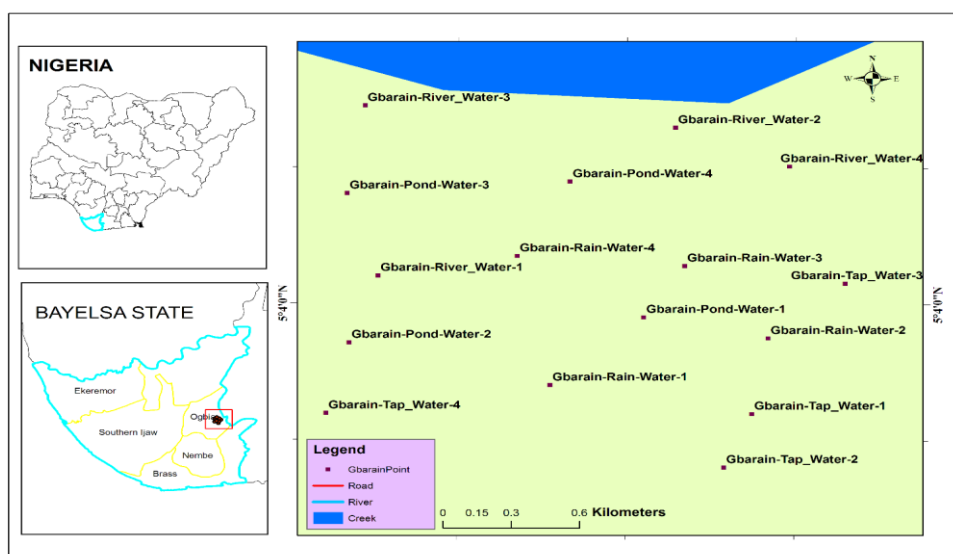 NIGERIA
BAYELSA STATE
Ekeremor
Ogbia
Southern Ijaw
Nembe
Brass
N
W E
S
Gbarain-River_Water-3
Gbarain-River_Water-2
Gbarain-River_Water-4
Gbarain-Pond-Water-4
Gbarain-Pond-Water-3
Gbarain-Rain-Water-4
Gbarain-Rain-Water-3
Gbarain-River_Water-1
Gbarain-Tap_Water-3
5°4'0"N
5°4'0"N
Gbarain-Pond-Water-1
Gbarain-Rain-Water-2
Gbarain-Pond-Water-2
Gbarain-Rain-Water-1
Gbarain-Tap_Water-4
Gbarain-Tap_Water-1
Gbarain-Tap_Water-2
Legend
GbarainPoint
Road
River
Creek
0 0.15 0.3 0.6 Kilometers